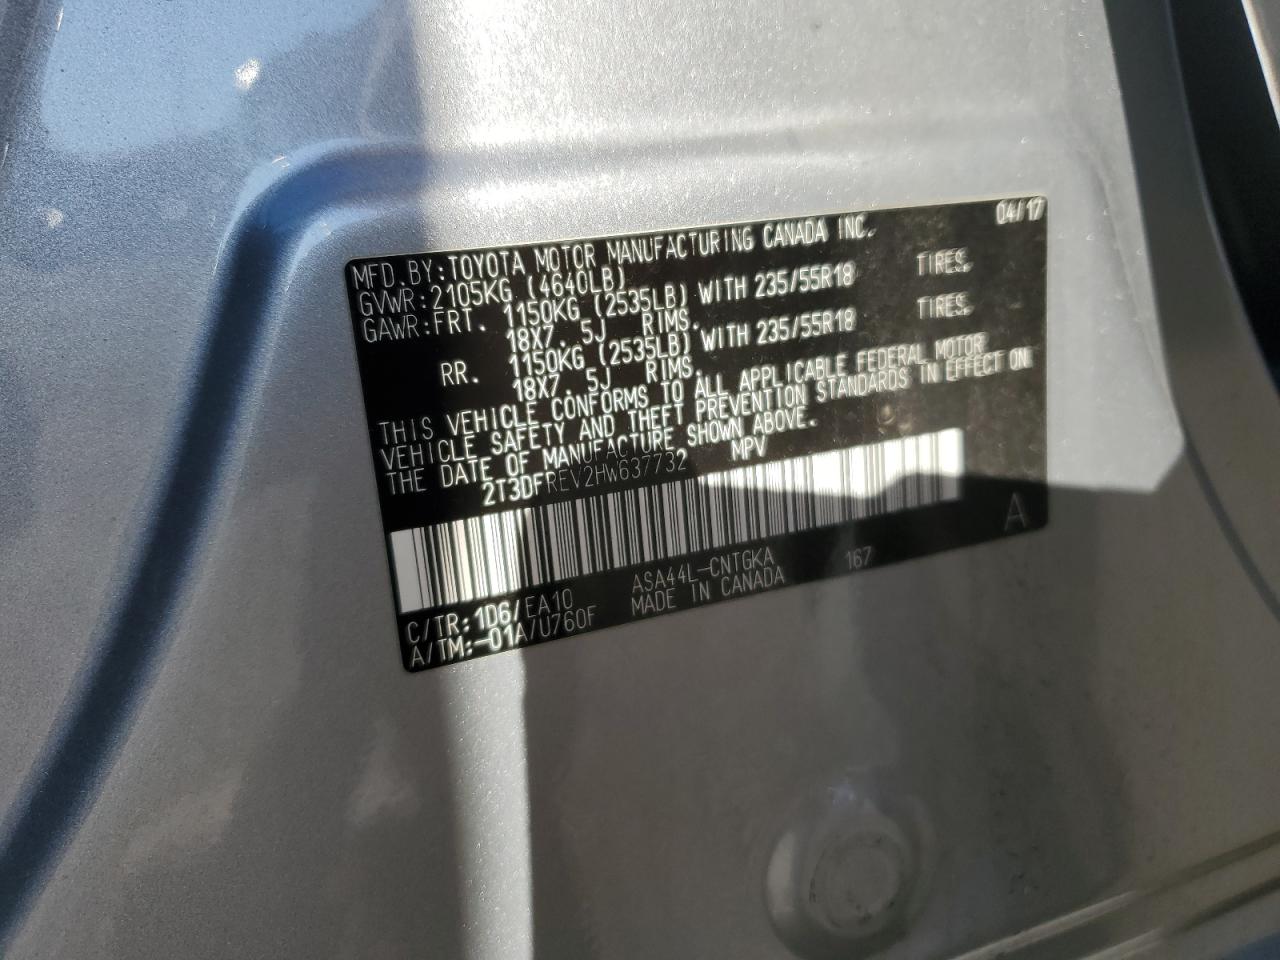 MFD.BY:TOYOTA MOTOR MANUFACTURING CANADA INC. 04/17
GVWR:2105KG (4640LB)
GAWR:FRT. 1150KG (2535LB) WITH 235/55R18 TIRES,
18X7.5J RIMS.
RR. 1150KG (2535LB) WITH 235/55R18 TIRES,
18X7.5J RIMS.
THIS VEHICLE CONFORMS TO ALL APPLICABLE FEDERAL MOTOR
VEHICLE SAFETY AND THEFT PREVENTION STANDARDS IN EFFECT ON
THE DATE OF MANUFACTURE SHOWN ABOVE.
2T3DFREV2HW637732 MPV
A
C/TR:1D6/EA10 ASA44L-CNTGKA 167
A/TM:-01A/U760F MADE IN CANADA